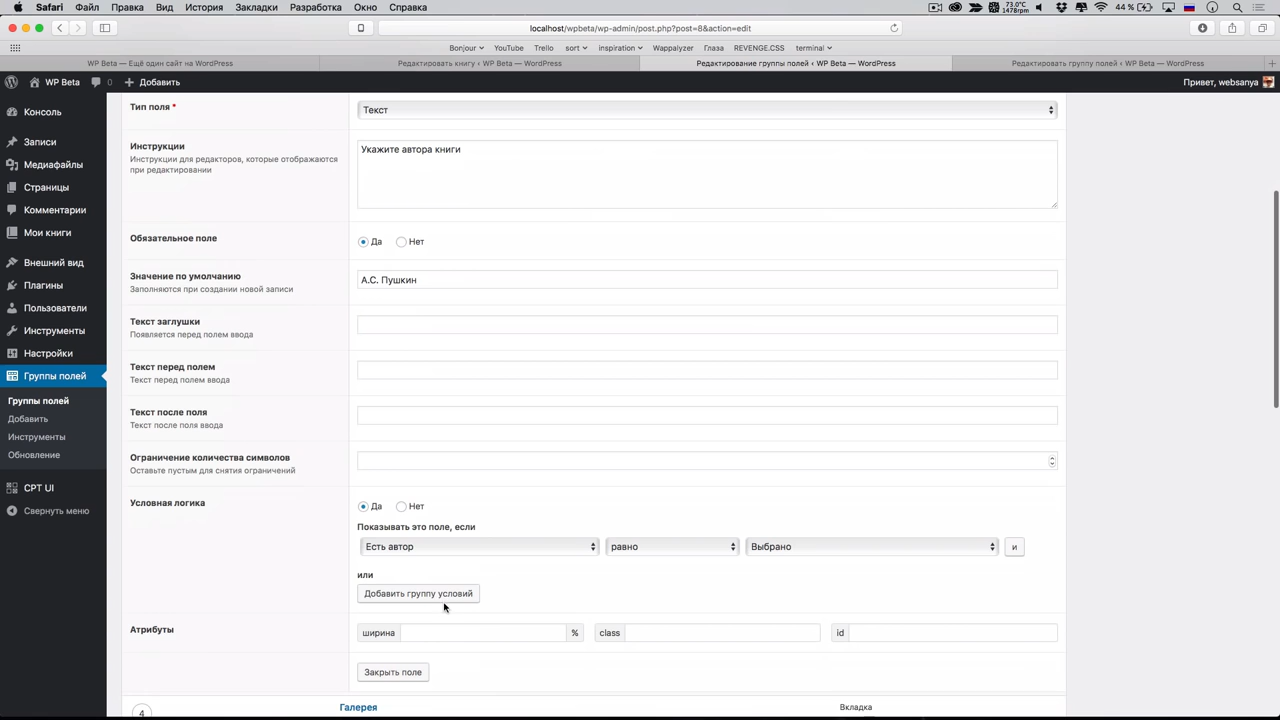 Safari Файл Правка Вид История Закладки Разработка Окно Справка 73.0°C 1478rpm 44 %
localhost/wpbeta/wp-admin/post.php?post=8&action=edit
Bonjour YouTube Trello sort inspiration Wappalyzer Глаза REVENGE.CSS terminal
WP Beta — Ещё один сайт на WordPress Редактировать книгу ‹ WP Beta — WordPress Редактирование группы полей ‹ WP Beta — WordPress Редактировать группу полей ‹ WP Beta — WordPress
WP Beta 0 Добавить Привет, websanya
Консоль
Записи
Медиафайлы
Страницы
Комментарии
Мои книги
Внешний вид
Плагины
Пользователи
Инструменты
Настройки
Группы полей
Группы полей
Добавить
Инструменты
Обновление
CPT UI
Свернуть меню
Тип поля * Текст
Инструкции
Инструкции для редакторов, которые отображаются
при редактировании
Укажите автора книги
Обязательное поле Да Нет
Значение по умолчанию
Заполняются при создании новой записи
А.С. Пушкин
Текст заглушки
Появляется перед полем ввода
Текст перед полем
Текст перед полем ввода
Текст после поля
Текст после поля ввода
Ограничение количества символов
Оставьте пустым для снятия ограничений
Условная логика Да Нет
Показывать это поле, если
Есть автор равно Выбрано и
или
Добавить группу условий
Атрибуты ширина % class id
Закрыть поле
4 Галерея Вкладка